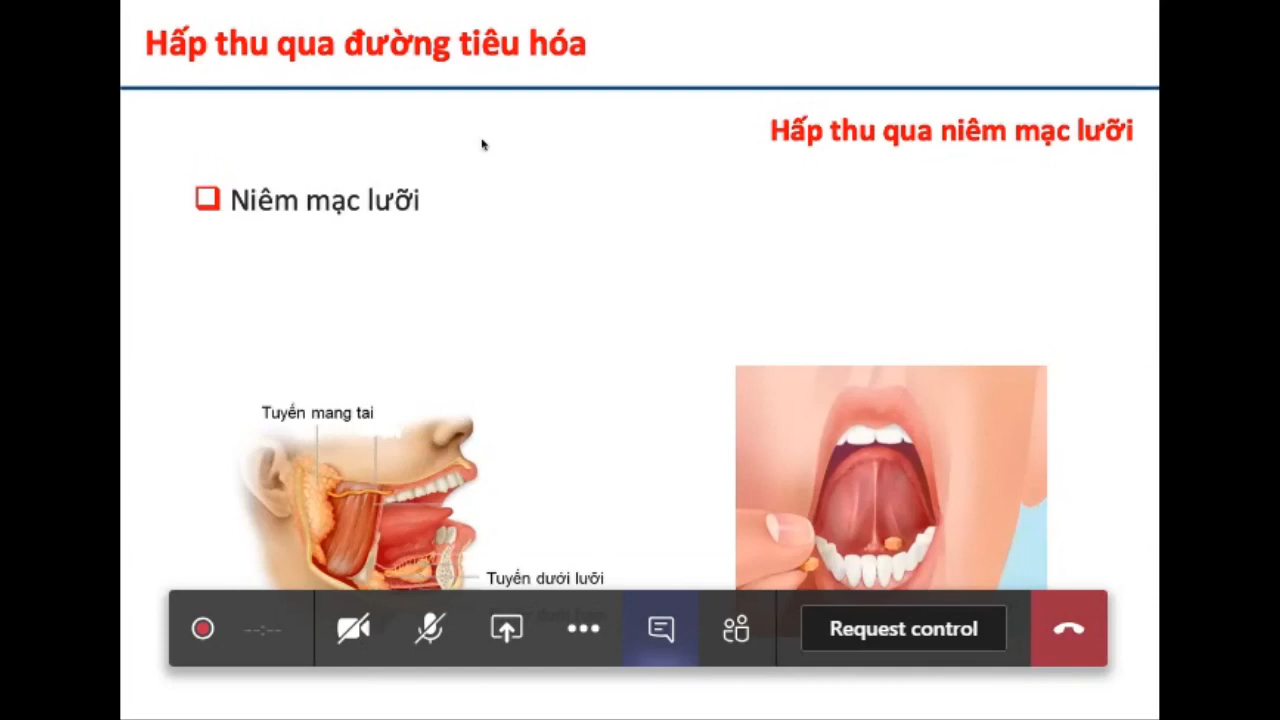 Hấp thu qua đường tiêu hóa
Hấp thu qua niêm mạc lưỡi
Niêm mạc lưỡi
Tuyến mang tai
Tuyến dưới lưỡi
--:--
Request control